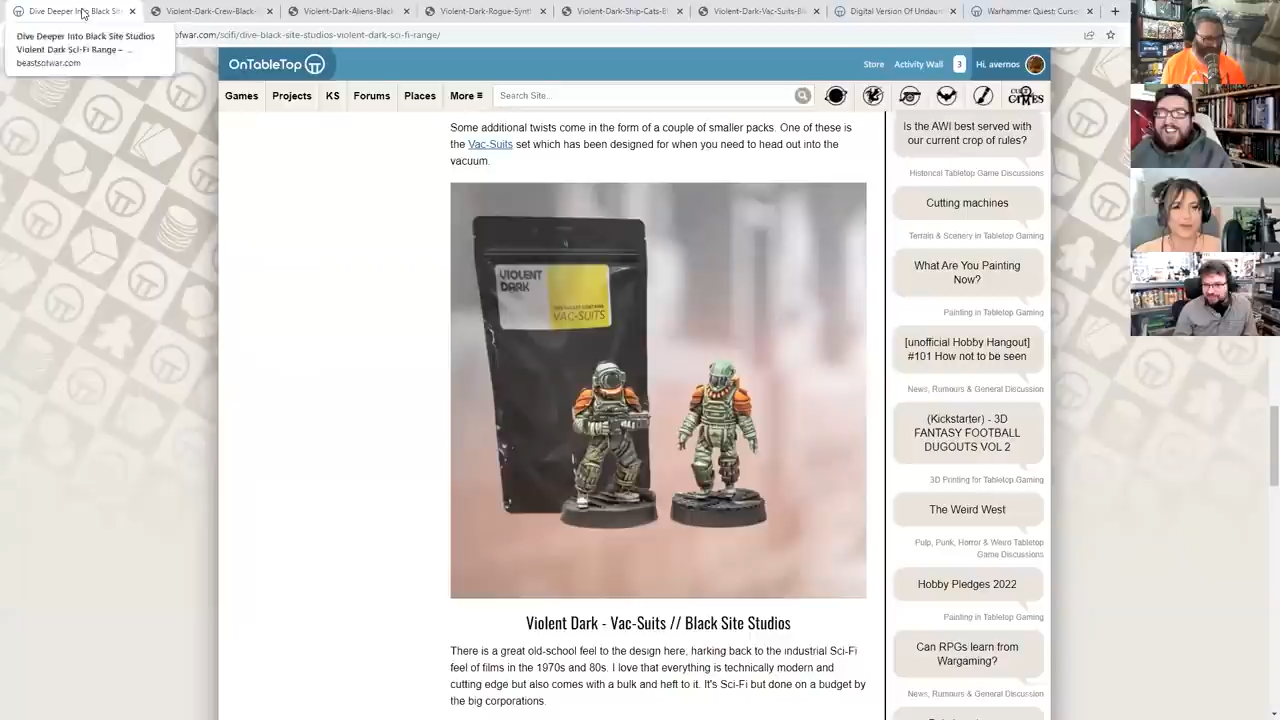 Dive Deeper Into Black Sit
Violent-Dark-Crew-Black-
Violent-Dark-Aliens-Black
Violent-Dark-Rogue-Synt
Violent-Dark-Ship-Cats-B
Violent-Dark-Vac-Suits-Bl
Digital Version Of Undaun
Warhammer Quest: Curse
Dive Deeper Into Black Site Studios
Violent Dark Sci-Fi Range – ...
beastsofwar.com
ofwar.com/scifi/dive-black-site-studios-violent-dark-sci-fi-range/
OnTableTop
Store
Activity Wall
3
Hi, avernos
Games
Projects
KS
Forums
Places
More
Search Site...
GAMES
Some additional twists come in the form of a couple of smaller packs. One of these is
the Vac-Suits set which has been designed for when you need to head out into the
vacuum.
VIOLENT
DARK
VAC-SUITS
Violent Dark - Vac-Suits // Black Site Studios
There is a great old-school feel to the design here, harking back to the industrial Sci-Fi
feel of films in the 1970s and 80s. I love that everything is technically modern and
cutting edge but also comes with a bulk and heft to it. It's Sci-Fi but done on a budget by
the big corporations.
is the AWI best served with
our current crop of rules?
Historical Tabletop Game Discussions
Cutting machines
Terrain & Scenery in Tabletop Gaming
What Are You Painting
Now?
Painting in Tabletop Gaming
[unofficial Hobby Hangout]
#101 How not to be seen
News, Rumours & General Discussion
(Kickstarter) - 3D
FANTASY FOOTBALL
DUGOUTS VOL 2
3D Printing for Tabletop Gaming
The Weird West
Pulp, Punk, Horror & Weird Tabletop
Game Discussions
Hobby Pledges 2022
Painting in Tabletop Gaming
Can RPGs learn from
Wargaming?
News, Rumours & General